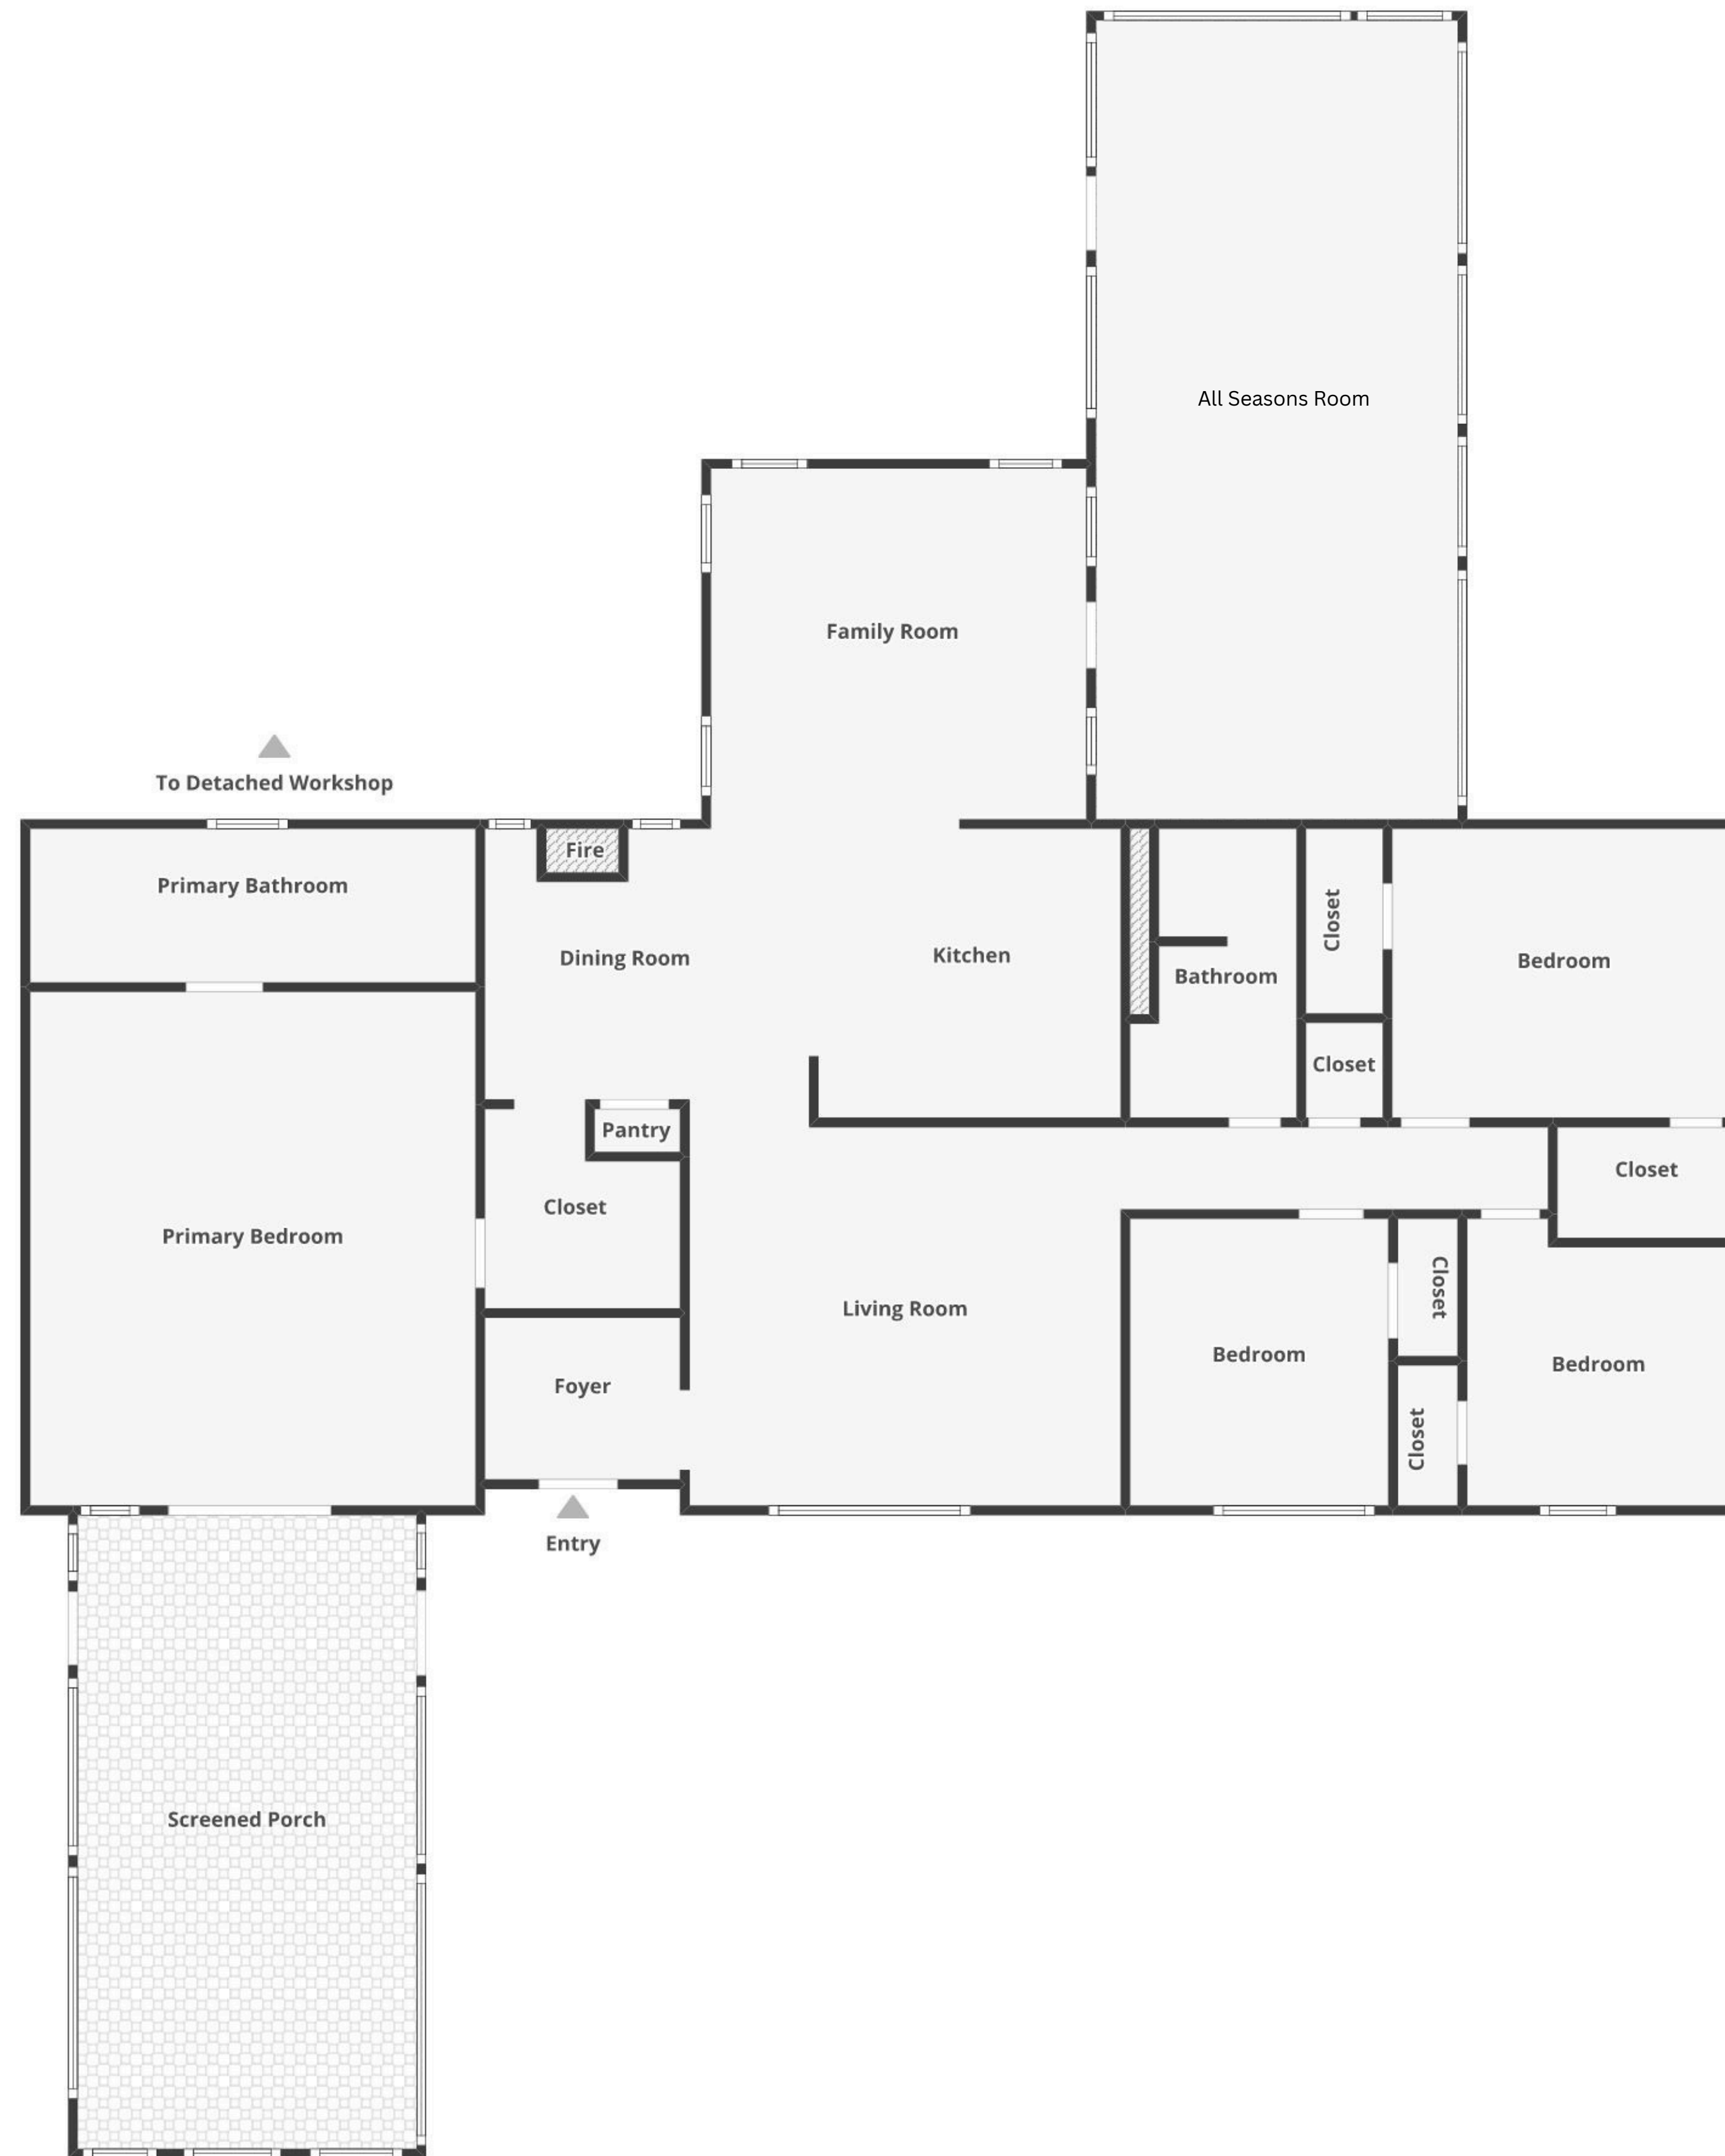 All Seasons Room
Family Room
To Detached Workshop
Fire
Primary Bathroom
Closet
Dining Room
Kitchen
Bedroom
Bathroom
Closet
Pantry
Closet
Closet
Primary Bedroom
Closet
Living Room
Bedroom
Bedroom
Foyer
Closet
Entry
Screened Porch